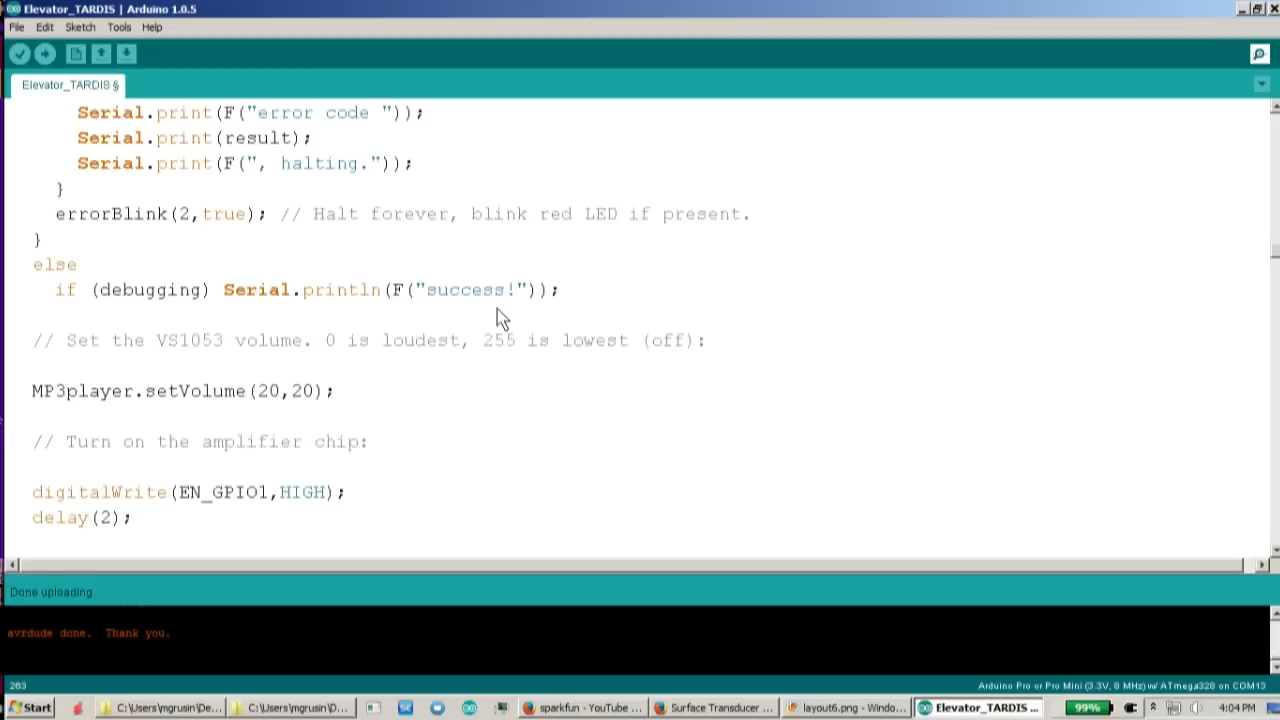 Elevator_TARDIS | Arduino 1.0.5
File Edit Sketch Tools Help
Elevator_TARDIS §
Serial.print(F("error code "));
Serial.print(result);
Serial.print(F(", halting."));
}
errorBlink(2,true); // Halt forever, blink red LED if present.
}
else
if (debugging) Serial.println(F("success!"));
// Set the VS1053 volume. 0 is loudest, 255 is lowest (off):
MP3player.setVolume(20,20);
// Turn on the amplifier chip:
digitalWrite(EN_GPIO1,HIGH);
delay(2);
Done uploading
avrdude done.  Thank you.
263
Arduino Pro or Pro Mini (3.3V, 8 MHz) w/ ATmega328 on COM13
Start C:\Users\mgrusin\De... C:\Users\mgrusin\D... sparkfun - YouTube ... Surface Transducer ... layout6.png - Windo... Elevator_TARDIS ... 99% 4:04 PM